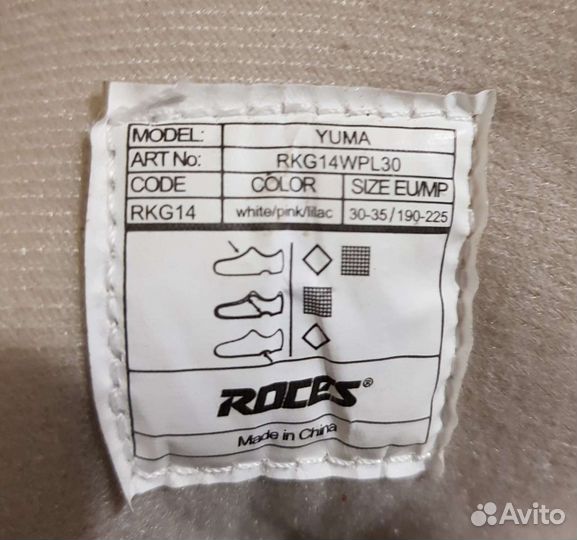 MODEL: YUMA
ART No: RKG14WPL30
CODE COLOR SIZE EU/MP
RKG14 white/pink/lilac 30-35 / 190-225
ROCES®
Made in China
Avito